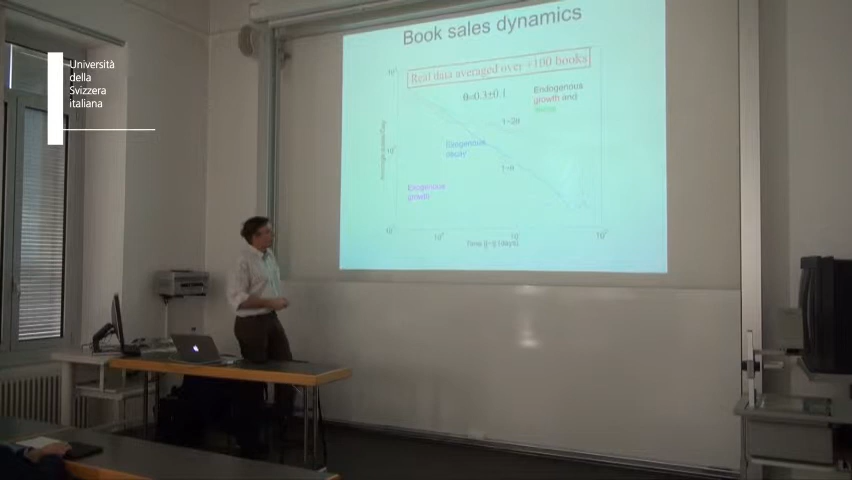 Università
della
Svizzera
italiana
Book sales dynamics
Real data averaged over +100 books
θ=0.3±0.1
Endogenous
growth and
1-2θ
Exogenous
decay
1-θ
Exogenous
growth